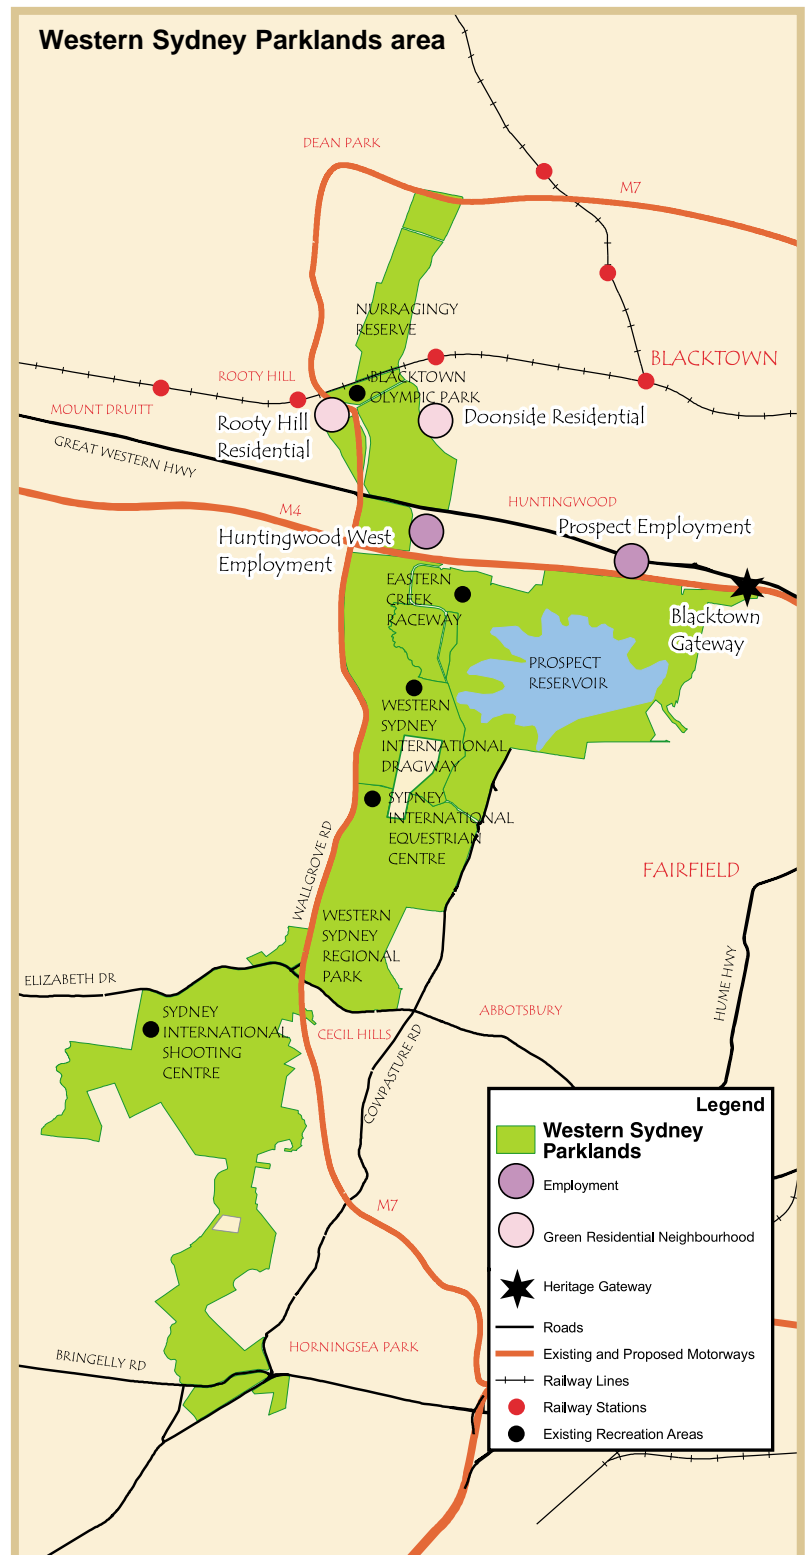 Western Sydney Parklands area
DEAN PARK
M7
NURRAGINGY
RESERVE
BLACKTOWN
ROOTY HILL
BLACKTOWN
OLYMPIC PARK
MOUNT DRUITT
Rooty Hill
Residential
Doonside Residential
GREAT WESTERN HWY
HUNTINGWOOD
M4
Huntingwood West
Employment
Prospect Employment
EASTERN
CREEK
RACEWAY
Blacktown
Gateway
PROSPECT
RESERVOIR
WESTERN
SYDNEY
INTERNATIONAL
DRAGWAY
SYDNEY
INTERNATIONAL
EQUESTRIAN
CENTRE
WALLGROVE RD
FAIRFIELD
WESTERN
SYDNEY
REGIONAL
PARK
ELIZABETH DR
HUME HWY
SYDNEY
INTERNATIONAL
SHOOTING
CENTRE
ABBOTSBURY
CECIL HILLS
COWPASTURE RD
M7
HORNINGSEA PARK
BRINGELLY RD
Legend
Western Sydney
Parklands
Employment
Green Residential Neighbourhood
Heritage Gateway
Roads
Existing and Proposed Motorways
Railway Lines
Railway Stations
Existing Recreation Areas